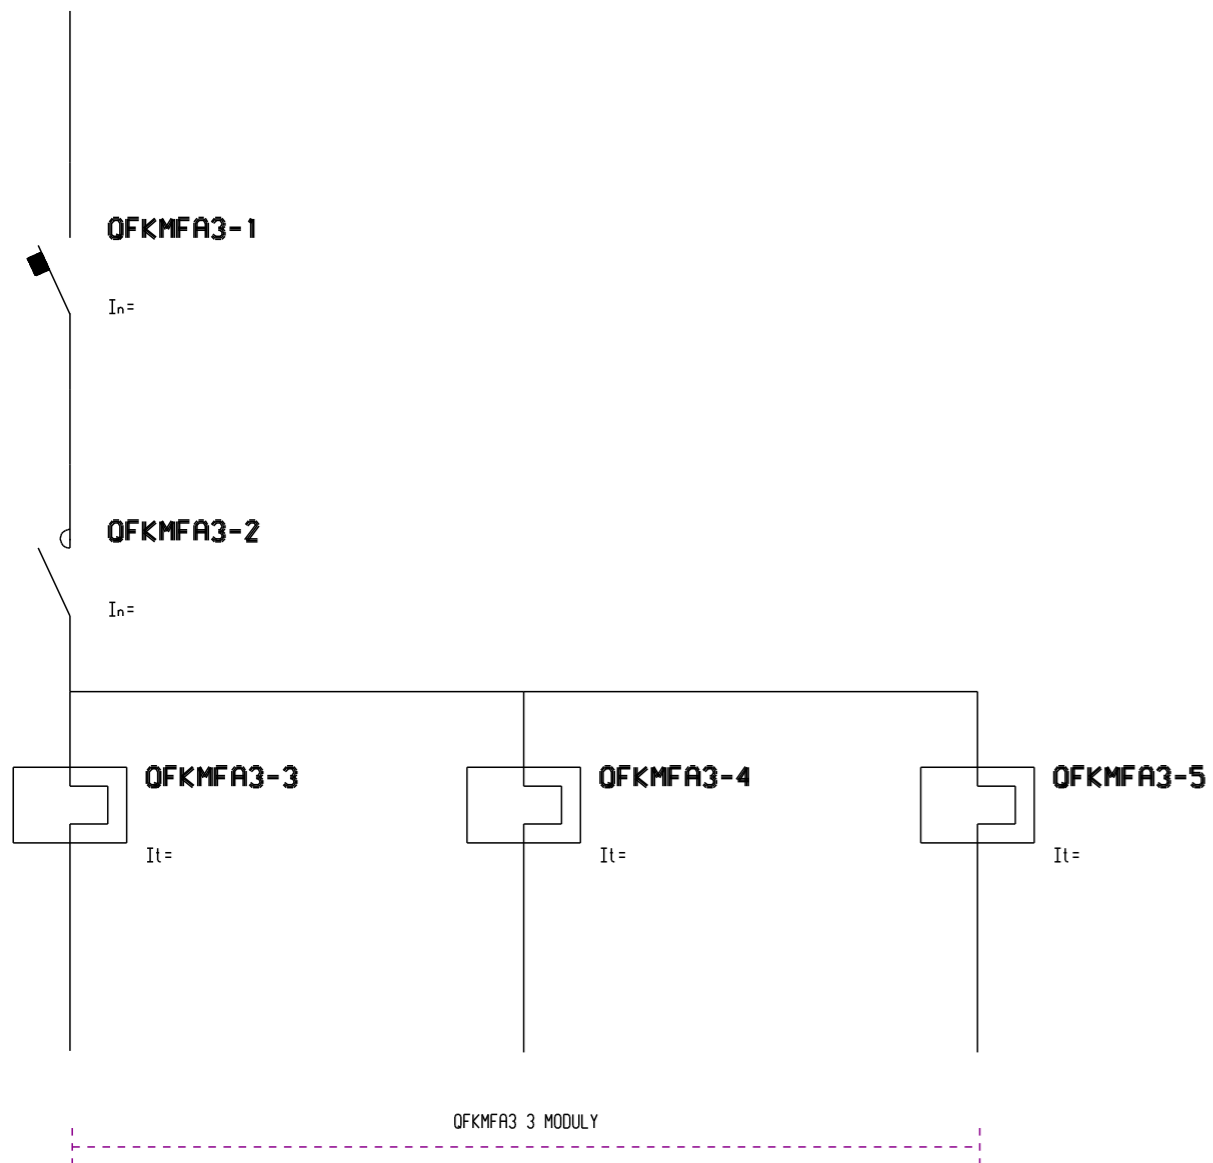 QFKMFA3-1
In=
QFKMFA3-2
In=
QFKMFA3-3
It=
QFKMFA3-4
It=
QFKMFA3-5
It=
QFKMFA3 3 MODULY